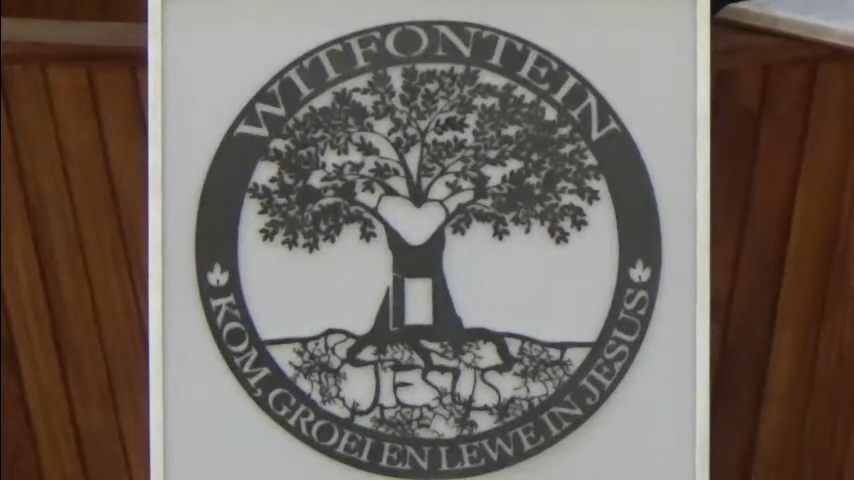 WITFONTEIN
JESUS
KOM, GROEI EN LEWE IN JESUS